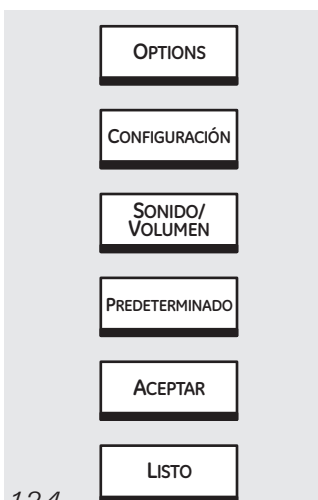 OPTIONS
CONFIGURACIÓN
SONIDO/
VOLUMEN
PREDETERMINADO
ACEPTAR
LISTO
124